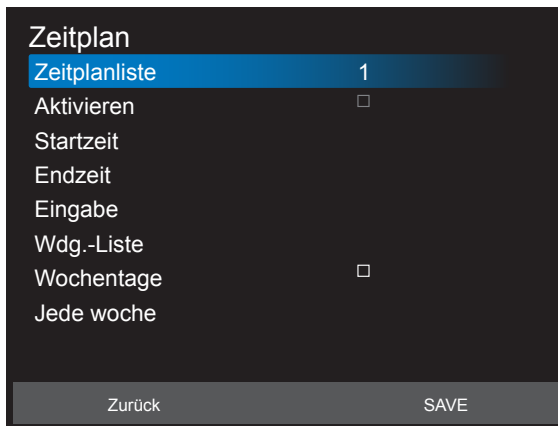 Zeitplan
Zeitplanliste 1
Aktivieren ☐
Startzeit
Endzeit
Eingabe
Wdg.-Liste
Wochentage ☐
Jede woche
Zurück SAVE